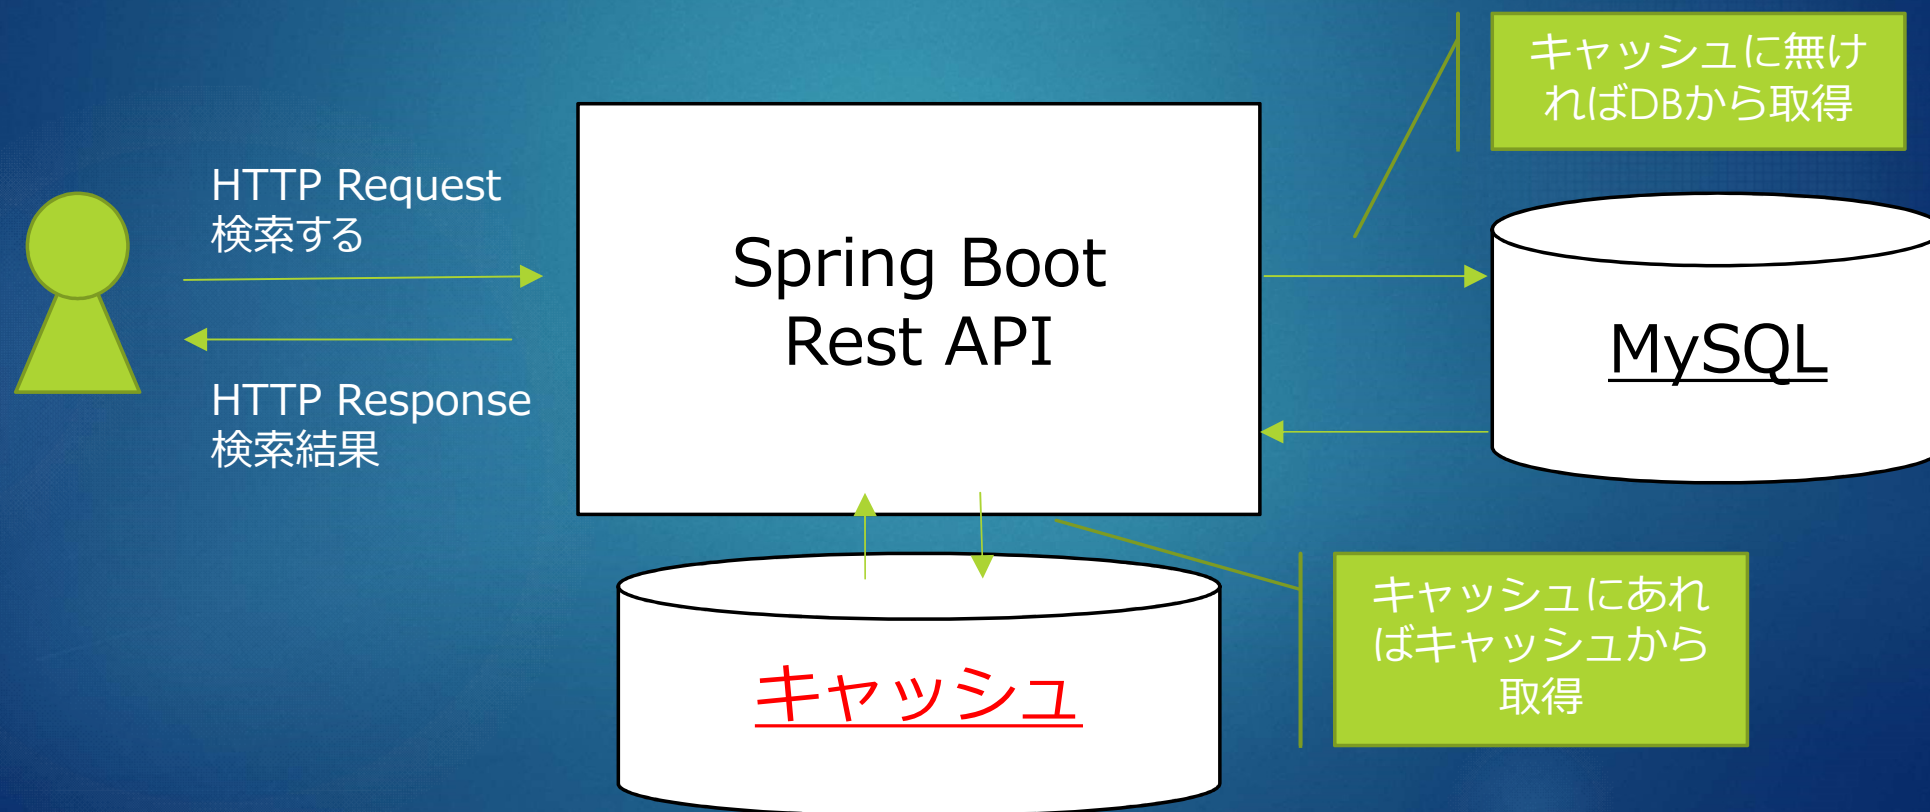 キャッシュに無け
ればDBから取得
HTTP Request
検索する
Spring Boot
Rest API
MySQL
HTTP Response
検索結果
キャッシュにあれ
ばキャッシュから
取得
キャッシュ